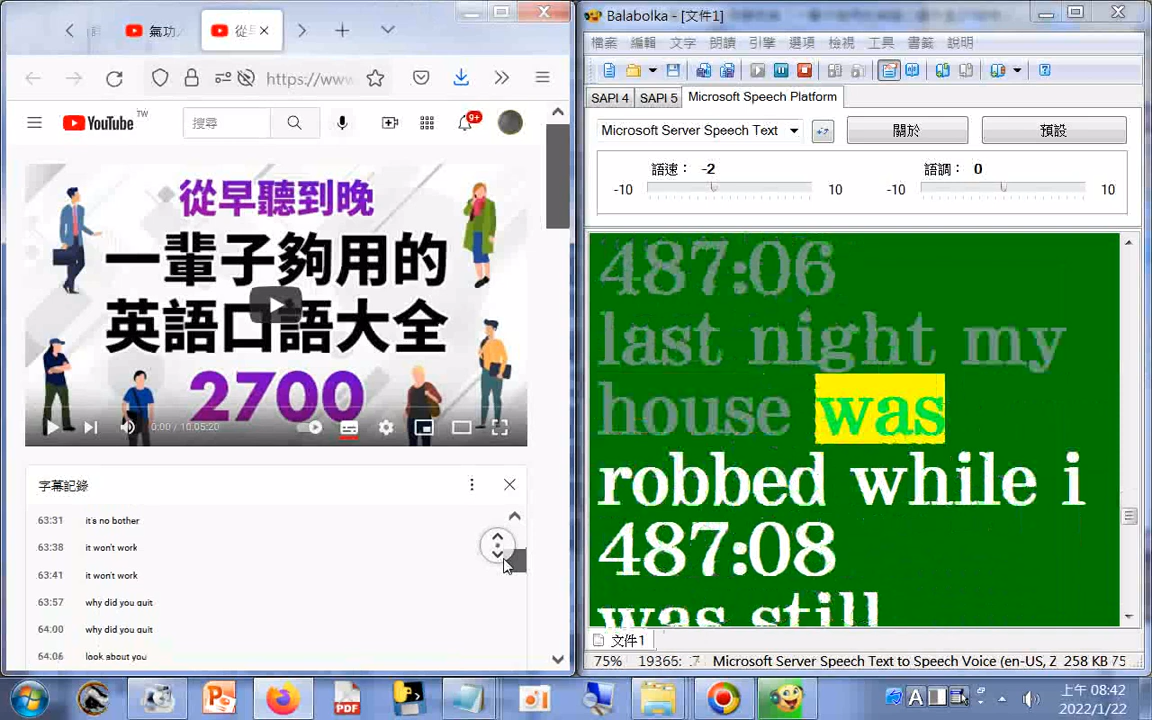 氣功
從
https://www
YouTube TW
搜尋
9+
從早聽到晚
一輩子夠用的
英語口語大全
2700
0:00 / 10:05:20
字幕記錄
63:31 it's no bother
63:38 it won't work
63:41 it won't work
63:57 why did you quit
64:00 why did you quit
64:06 look about you
Balabolka - [文件1]
檔案 編輯 文字 朗讀 引擎 選項 檢視 工具 書籤 說明
SAPI 4 SAPI 5 Microsoft Speech Platform
Microsoft Server Speech Text 關於 預設
語速： -2 語調： 0
-10 10 -10 10
487:06
last night my
house was
robbed while i
487:08
was still
文件1
75% 19365: Microsoft Server Speech Text to Speech Voice (en-US, Z 258 KB 75
PDF
A
上午 08:42
2022/1/22